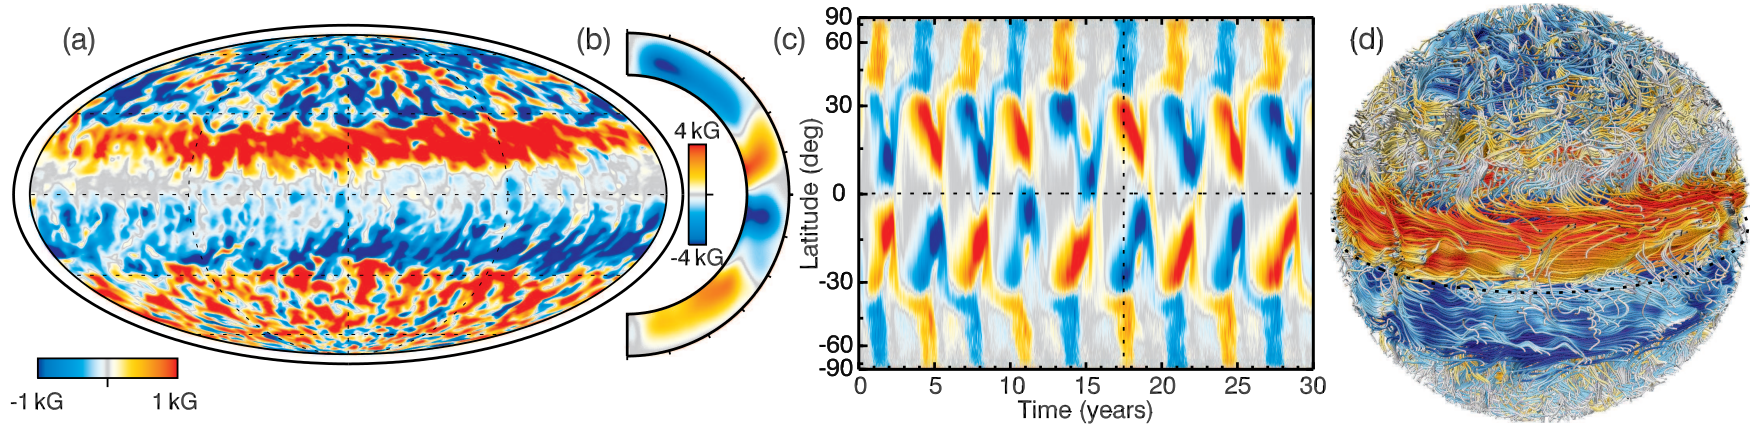 (a)
-1 kG 1 kG
(b)
4 kG
-4 kG
(c)
Latitude (deg)
90
60
30
0
-30
-60
-90
0 5 10 15 20 25 30
Time (years)
(d)